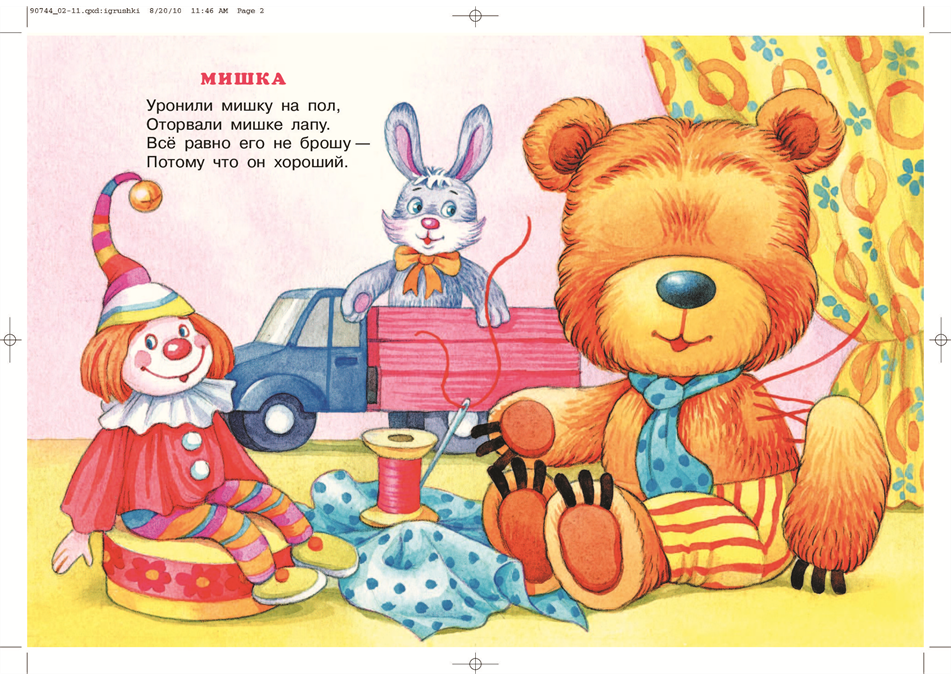 90744_02-11.qxd:igrushki 8/20/10 11:46 AM Page 2
МИШКА
Уронили мишку на пол,
Оторвали мишке лапу.
Всё равно его не брошу —
Потому что он хороший.